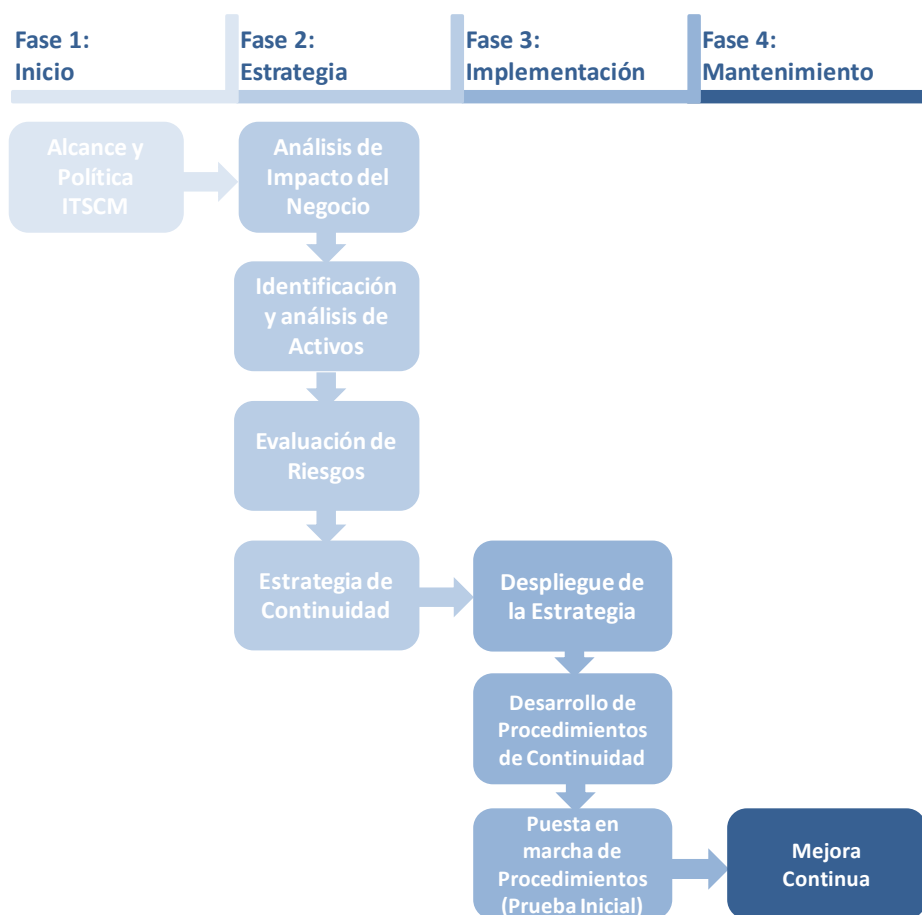 Fase 1:
Inicio
Fase 2:
Estrategia
Fase 3:
Implementación
Fase 4:
Mantenimiento
Alcance y
Política
ITSCM
Análisis de
Impacto del
Negocio
Identificación
y análisis de
Activos
Evaluación de
Riesgos
Estrategia de
Continuidad
Despliegue de
la Estrategia
Desarrollo de
Procedimientos
de Continuidad
Puesta en
marcha de
Procedimientos
(Prueba Inicial)
Mejora
Continua